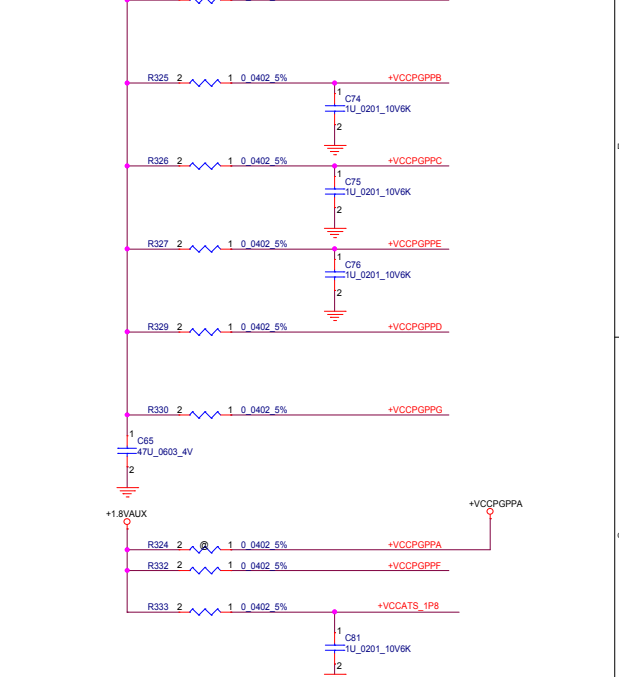 R325 2 1 0_0402_5% +VCCPGPPB
1
C74
1U_0201_10V6K
2
R326 2 1 0_0402_5% +VCCPGPPC
1
C75
1U_0201_10V6K
2
R327 2 1 0_0402_5% +VCCPGPPE
1
C76
1U_0201_10V6K
2
R329 2 1 0_0402_5% +VCCPGPPD
R330 2 1 0_0402_5% +VCCPGPPG
1
C65
47U_0603_4V
2
+1.8VAUX
+VCCPGPPA
R324 2 @ 1 0_0402_5% +VCCPGPPA
R332 2 1 0_0402_5% +VCCPGPPF
R333 2 1 0_0402_5% +VCCATS_1P8
1
C81
1U_0201_10V6K
2